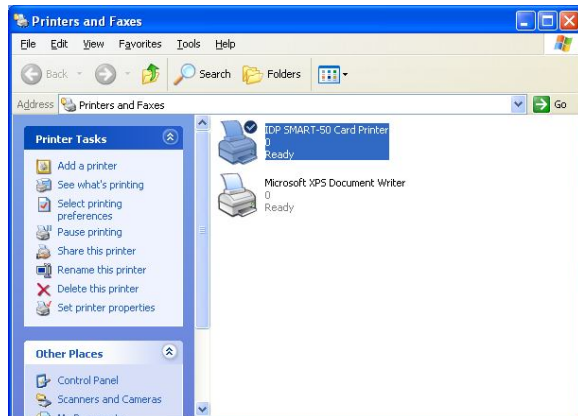 Printers and Faxes
File Edit View Favorites Tools Help
Back Search Folders
Address Printers and Faxes Go
Printer Tasks
Add a printer
See what's printing
Select printing
preferences
Pause printing
Share this printer
Rename this printer
Delete this printer
Set printer properties
Other Places
Control Panel
Scanners and Cameras
IDP SMART-50 Card Printer
0
Ready
Microsoft XPS Document Writer
0
Ready